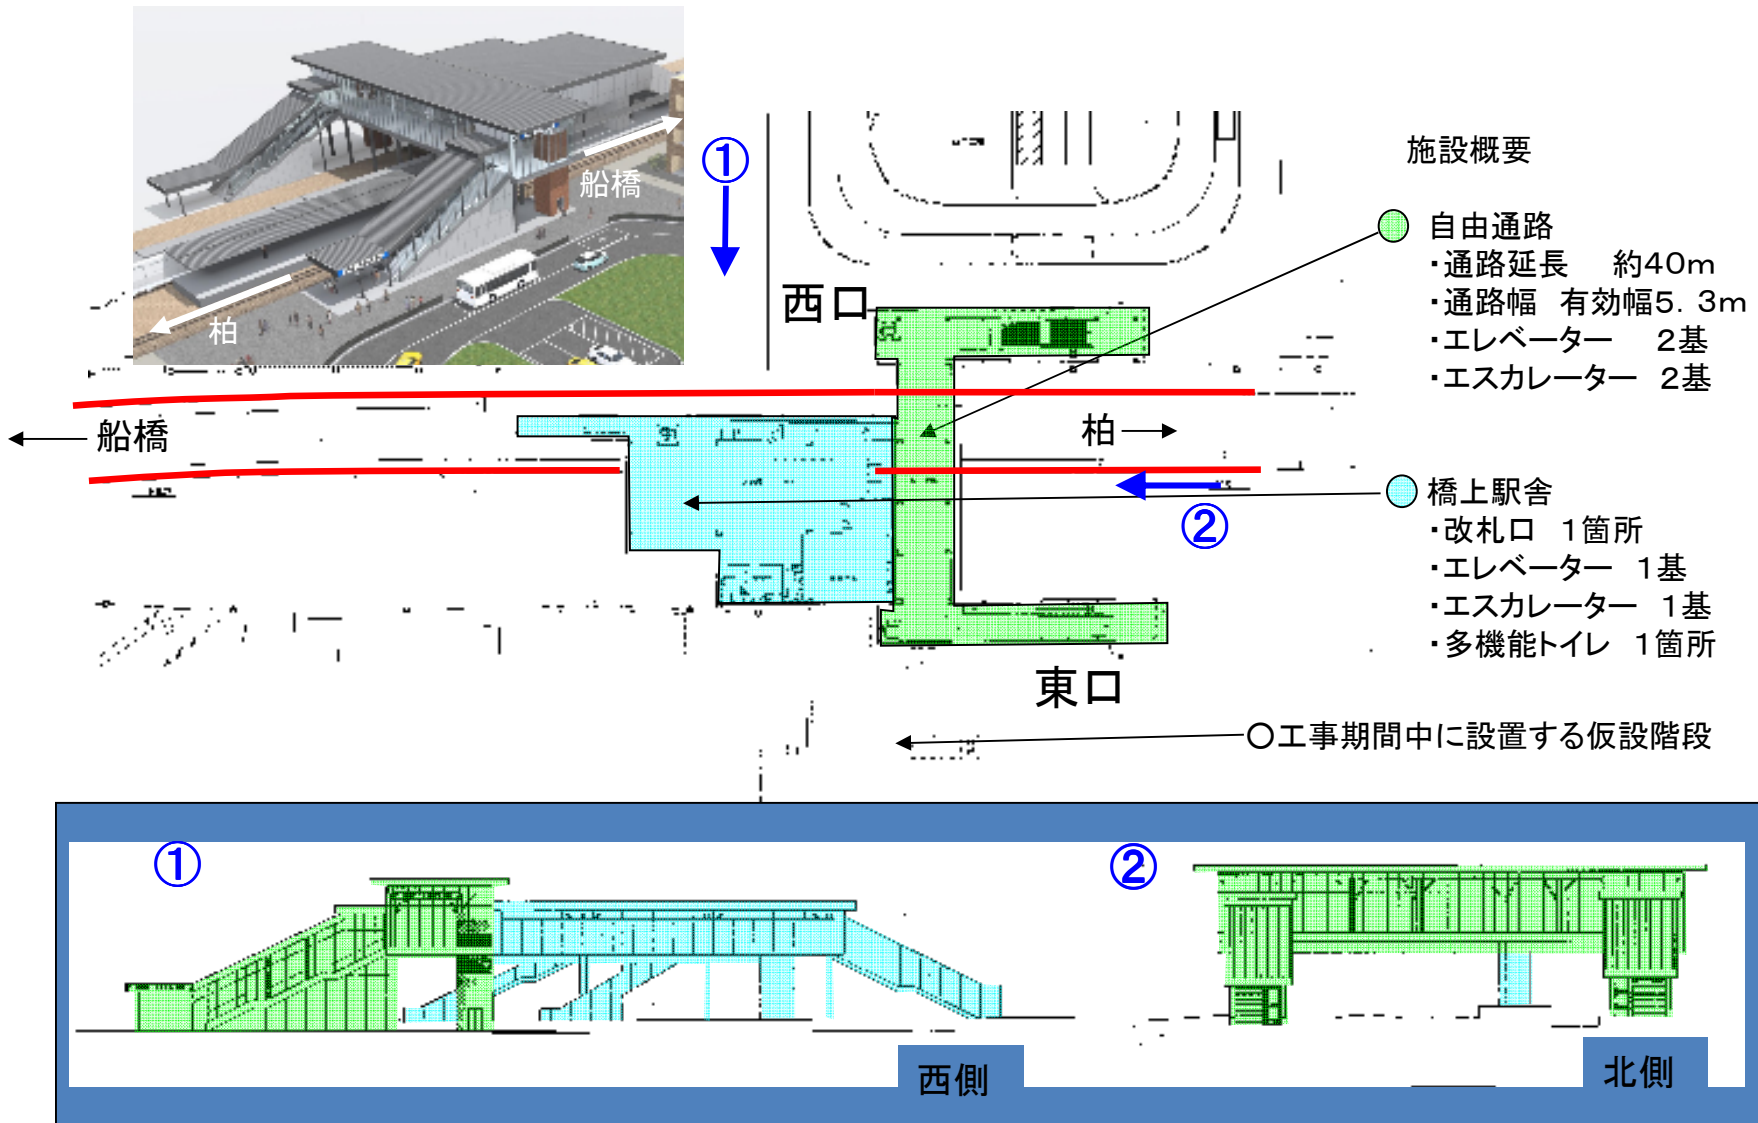 船橋
柏
①
施設概要
自由通路
・通路延長　約40m
・通路幅　有効幅5.3m
・エレベーター　2基
・エスカレーター　2基
西口
船橋
柏
②
橋上駅舎
・改札口　1箇所
・エレベーター　1基
・エスカレーター　1基
・多機能トイレ　1箇所
東口
○工事期間中に設置する仮設階段
①
②
西側
北側